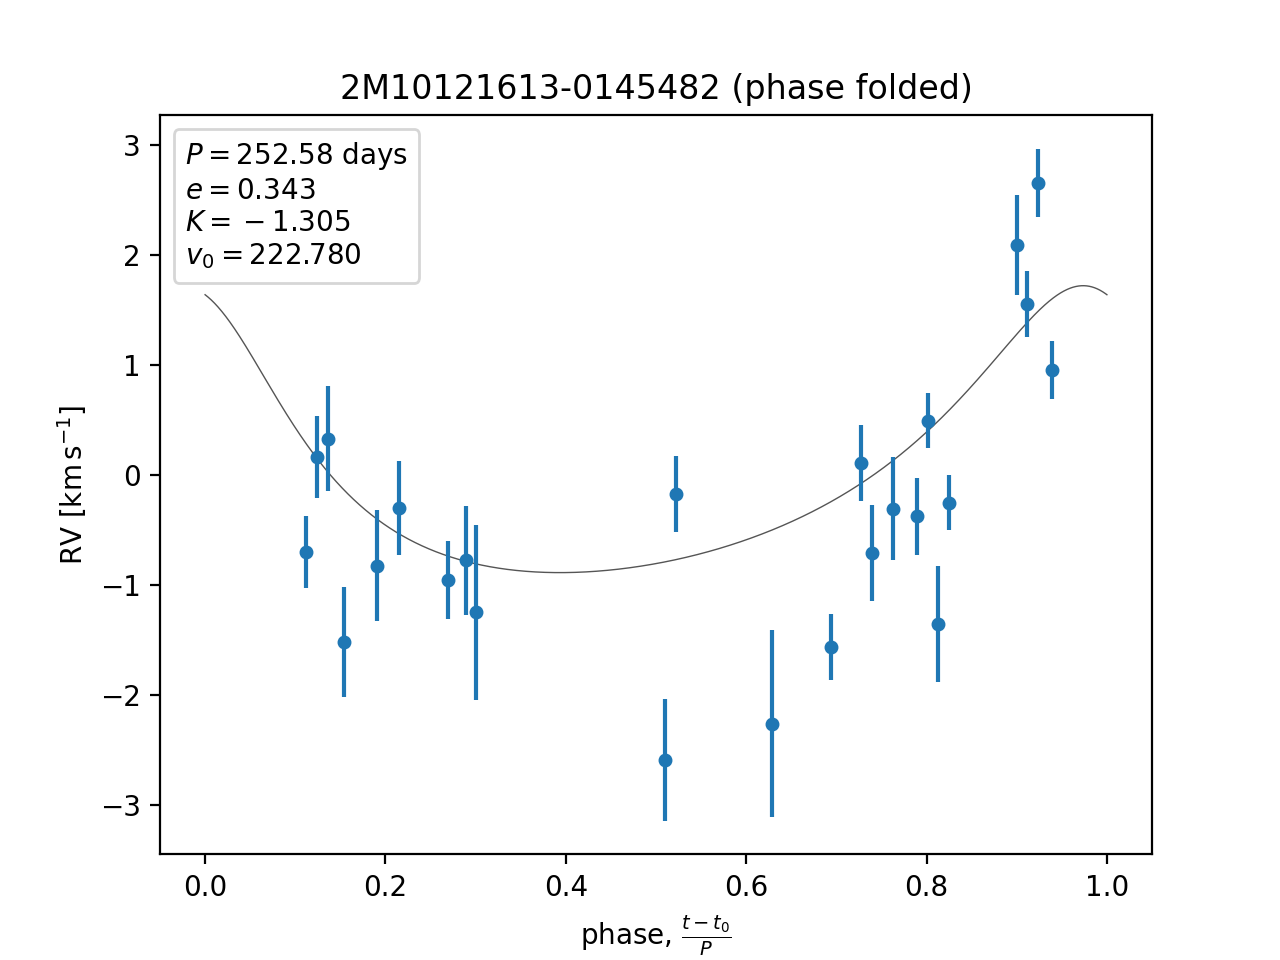 2M10121613-0145482 (phase folded)
P = 252.58 days
e = 0.343
K = −1.305
v₀ = 222.780
3
2
1
0
−1
−2
−3
RV [km s⁻¹]
0.0 0.2 0.4 0.6 0.8 1.0
phase, (t − t₀)/P